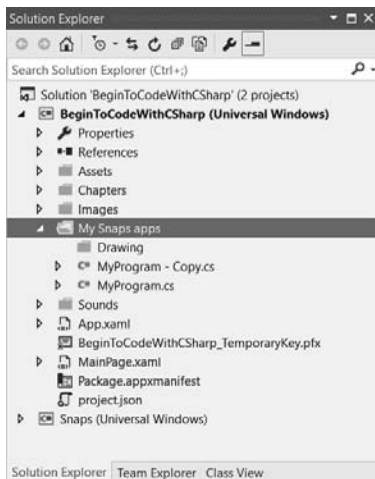 Solution Explorer
Search Solution Explorer (Ctrl+;)
Solution 'BeginToCodeWithCSharp' (2 projects)
BeginToCodeWithCSharp (Universal Windows)
Properties
References
Assets
Chapters
Images
My Snaps apps
Drawing
C# MyProgram - Copy.cs
C# MyProgram.cs
Sounds
App.xaml
BeginToCodeWithCSharp_TemporaryKey.pfx
MainPage.xaml
Package.appxmanifest
project.json
Snaps (Universal Windows)
Solution Explorer Team Explorer Class View